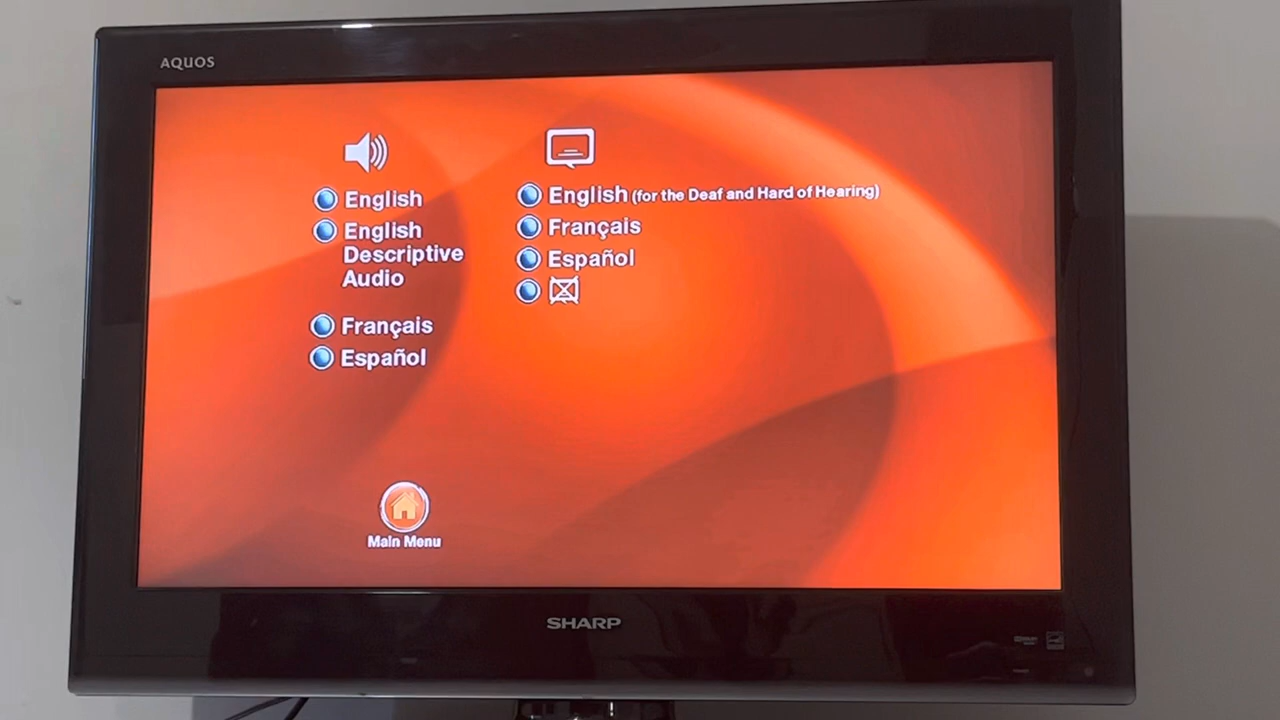 AQUOS
English
English
Descriptive
Audio
Français
Español
English (for the Deaf and Hard of Hearing)
Français
Español
Main Menu
SHARP